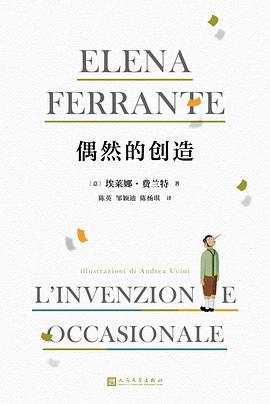 ELENA
FERRANTE
偶然的创造
〔意〕埃莱娜·费兰特 著
陈英 邹颖迪 陈杨琪 译
illustrazioni di Andrea Ucini
L'INVENZION E
OCCASIONALE
人民文学出版社